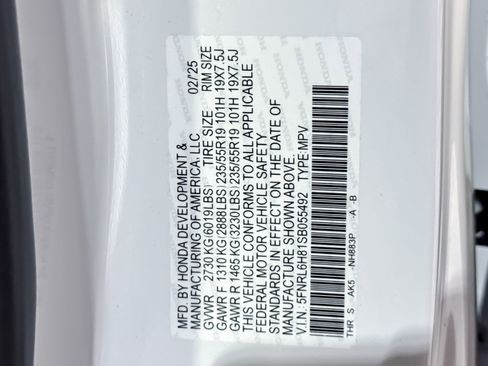 MFD. BY HONDA DEVELOPMENT &
MANUFACTURING OF AMERICA, LLC 02/'25
GVWR 2730 KG(6019LBS) TIRE SIZE RIM SIZE
GAWR F 1310 KG(2888LBS) 235/55R19 101H 19X7.5J
GAWR R 1465 KG(3230LBS) 235/55R19 101H 19X7.5J
THIS VEHICLE CONFORMS TO ALL APPLICABLE
FEDERAL MOTOR VEHICLE SAFETY
STANDARDS IN EFFECT ON THE DATE OF
MANUFACTURE SHOWN ABOVE.
V.I.N.: 5FNRL6H81SB055492 TYPE:MPV
THR S AK5 -NH883P -A -B
HONDA